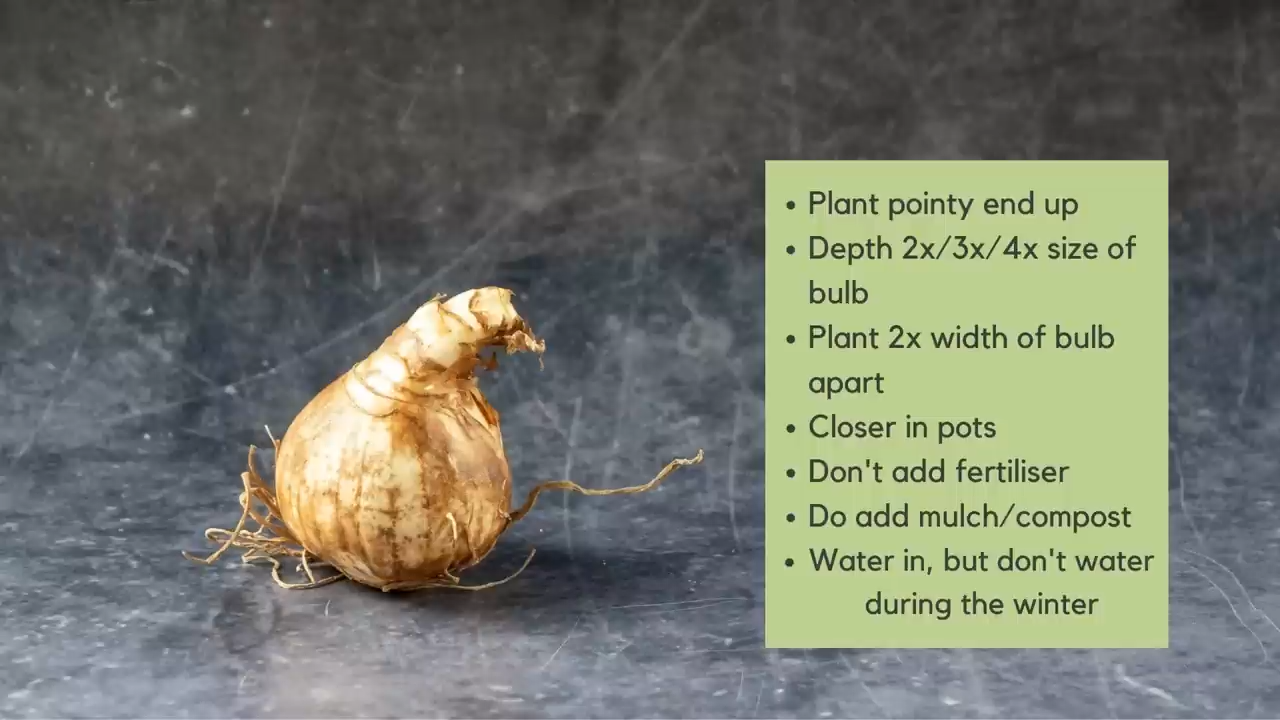 • Plant pointy end up
• Depth 2x/3x/4x size of
bulb
• Plant 2x width of bulb
apart
• Closer in pots
• Don't add fertiliser
• Do add mulch/compost
• Water in, but don't water
during the winter